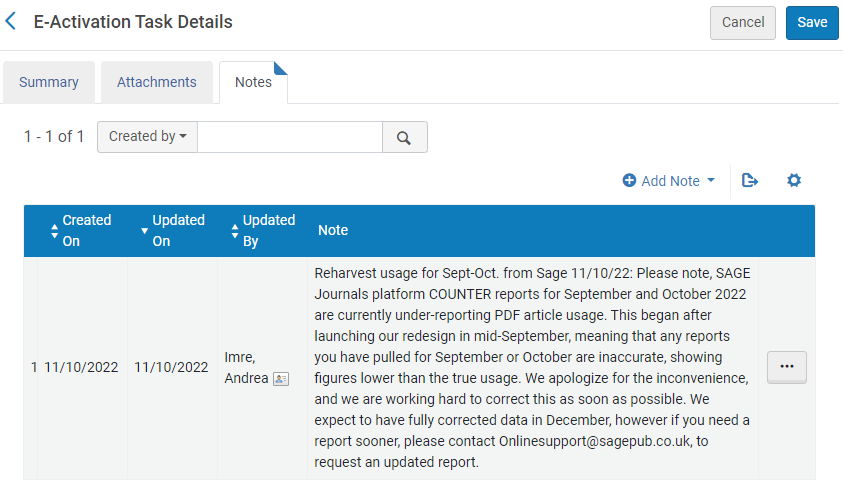 E-Activation Task Details
Cancel
Save
Summary
Attachments
Notes
1 - 1 of 1
Created by
Add Note
Created
On
Updated
On
Updated
By
Note
1
11/10/2022
11/10/2022
Imre,
Andrea
Reharvest usage for Sept-Oct. from Sage 11/10/22: Please note, SAGE
Journals platform COUNTER reports for September and October 2022
are currently under-reporting PDF article usage. This began after
launching our redesign in mid-September, meaning that any reports
you have pulled for September or October are inaccurate, showing
figures lower than the true usage. We apologize for the inconvenience,
and we are working hard to correct this as soon as possible. We
expect to have fully corrected data in December, however if you need a
report sooner, please contact Onlinesupport@sagepub.co.uk, to
request an updated report.